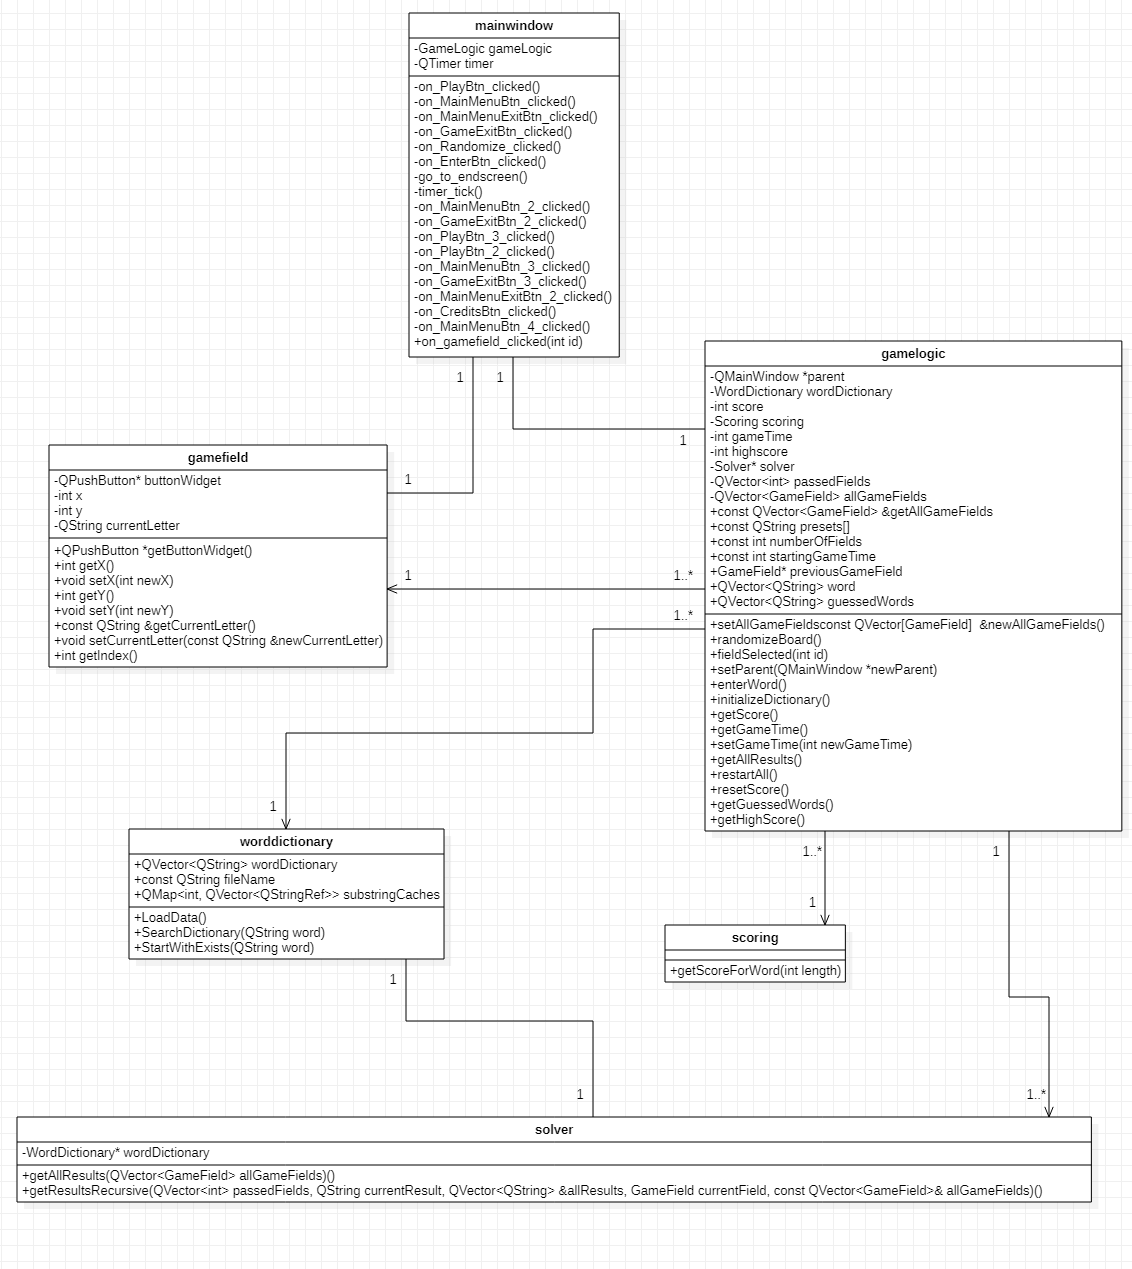 mainwindow
-GameLogic gameLogic
-QTimer timer
-on_PlayBtn_clicked()
-on_MainMenuBtn_clicked()
-on_MainMenuExitBtn_clicked()
-on_GameExitBtn_clicked()
-on_Randomize_clicked()
-on_EnterBtn_clicked()
-go_to_endscreen()
-timer_tick()
-on_MainMenuBtn_2_clicked()
-on_GameExitBtn_2_clicked()
-on_PlayBtn_3_clicked()
-on_PlayBtn_2_clicked()
-on_MainMenuBtn_3_clicked()
-on_GameExitBtn_3_clicked()
-on_MainMenuExitBtn_2_clicked()
-on_CreditsBtn_clicked()
-on_MainMenuBtn_4_clicked()
+on_gamefield_clicked(int id)
1
1
1
1
gamelogic
-QMainWindow *parent
-WordDictionary wordDictionary
-int score
-Scoring scoring
-int gameTime
-int highscore
-Solver* solver
-QVector<int> passedFields
-QVector<GameField> allGameFields
+const QVector<GameField> &getAllGameFields
+const QString presets[]
+const int numberOfFields
+const int startingGameTime
+GameField* previousGameField
+QVector<QString> word
+QVector<QString> guessedWords
+setAllGameFieldsconst QVector[GameField]  &newAllGameFields()
+randomizeBoard()
+fieldSelected(int id)
+setParent(QMainWindow *newParent)
+enterWord()
+initializeDictionary()
+getScore()
+getGameTime()
+setGameTime(int newGameTime)
+getAllResults()
+restartAll()
+resetScore()
+getGuessedWords()
+getHighScore()
gamefield
-QPushButton* buttonWidget
-int x
-int y
-QString currentLetter
+QPushButton *getButtonWidget()
+int getX()
+void setX(int newX)
+int getY()
+void setY(int newY)
+const QString &getCurrentLetter()
+void setCurrentLetter(const QString &newCurrentLetter)
+int getIndex()
1
1..*
1..*
1
worddictionary
+QVector<QString> wordDictionary
+const QString fileName
+QMap<int, QVector<QStringRef>> substringCaches
+LoadData()
+SearchDictionary(QString word)
+StartWithExists(QString word)
1..*
1
1
scoring
+getScoreForWord(int length)
1
1
1..*
solver
-WordDictionary* wordDictionary
+getAllResults(QVector<GameField> allGameFields)()
+getResultsRecursive(QVector<int> passedFields, QString currentResult, QVector<QString> &allResults, GameField currentField, const QVector<GameField>& allGameFields)()